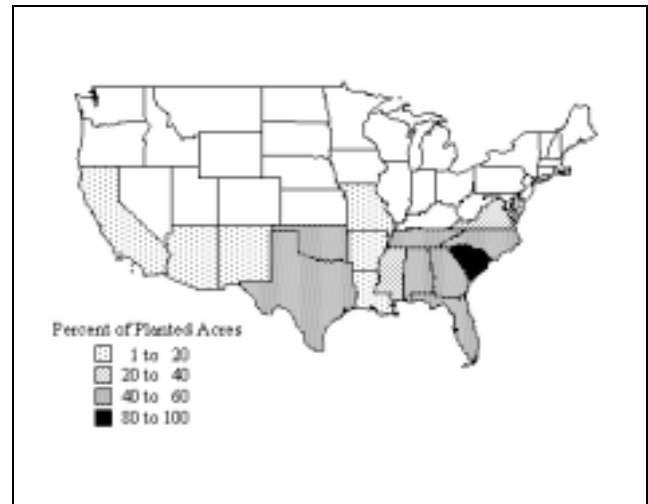 Percent of Planted Acres
1 to 20
20 to 40
40 to 60
80 to 100